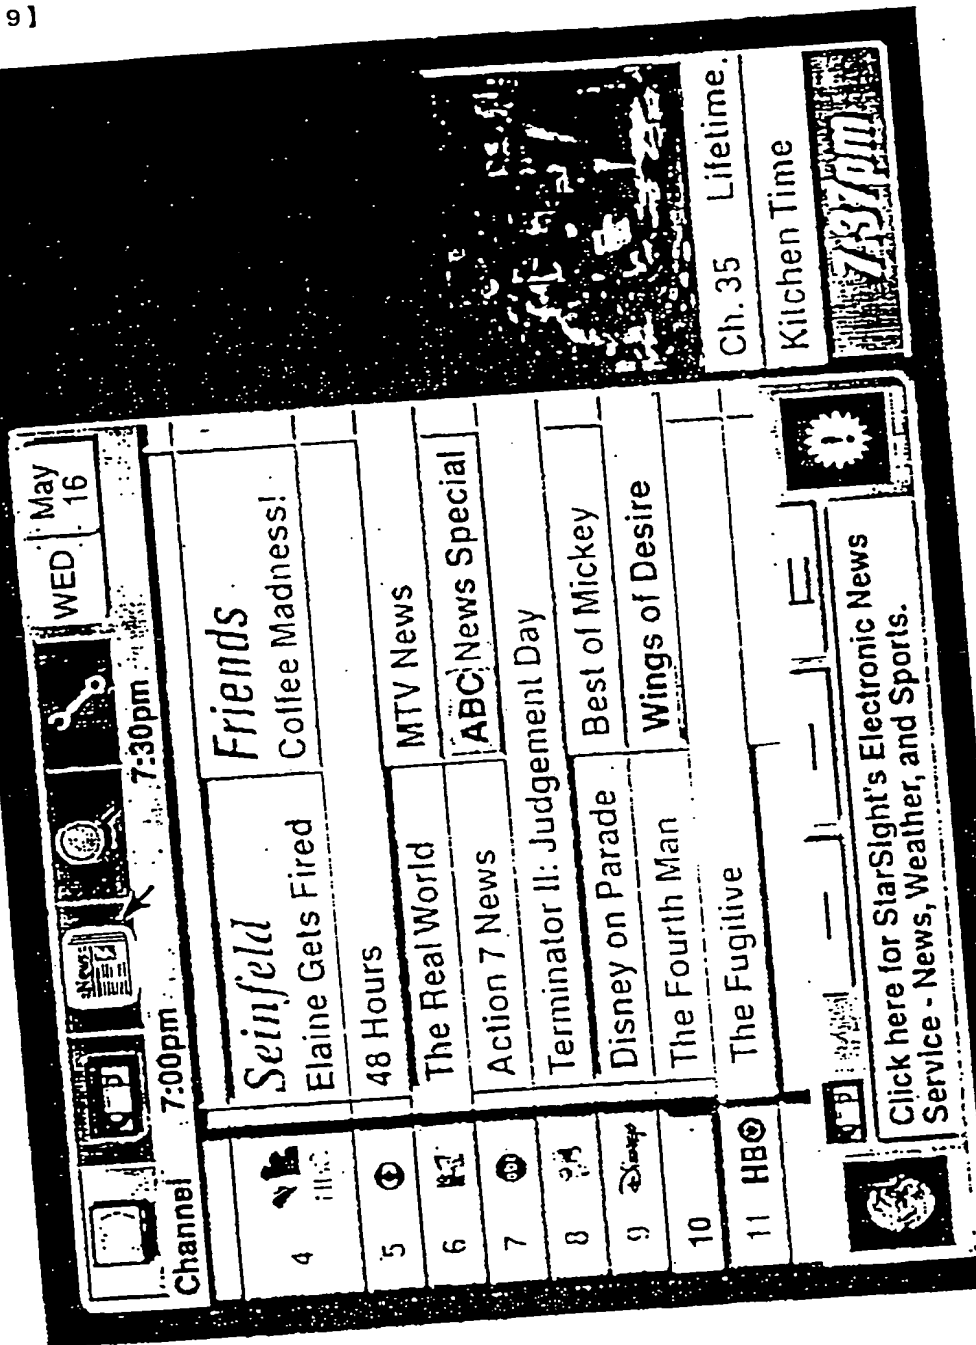 9】
WED May 16
News
Channel 7:00pm 7:30pm
4 Seinfeld Friends
Elaine Gets Fired Coffee Madness!
5 48 Hours
6 The Real World MTV News
7 abc Action 7 News ABC News Special
8 Terminator II: Judgement Day
9 Disney Disney on Parade Best of Mickey
10 The Fourth Man Wings of Desire
11 HBO The Fugitive
Click here for StarSight's Electronic News
Service - News, Weather, and Sports.
!
Ch. 35 Lifetime.
Kitchen Time
7:37pm